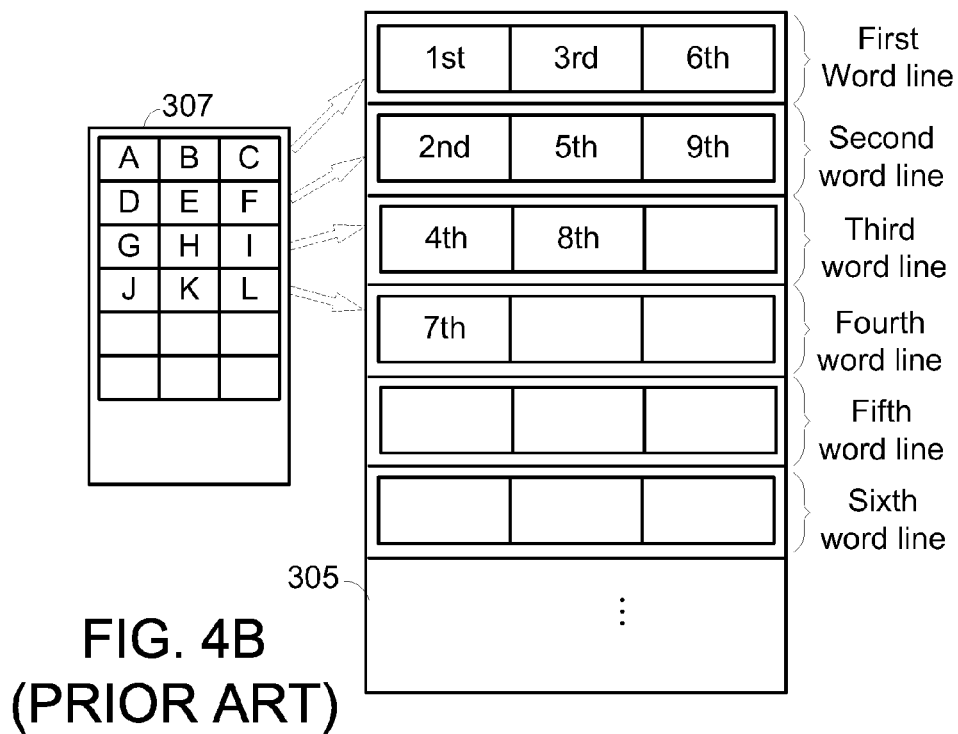 307
A B C
D E F
G H I
J K L
1st 3rd 6th
2nd 5th 9th
4th 8th
7th
First
Word line
Second
word line
Third
word line
Fourth
word line
Fifth
word line
Sixth
word line
305
⋮
FIG. 4B
(PRIOR ART)